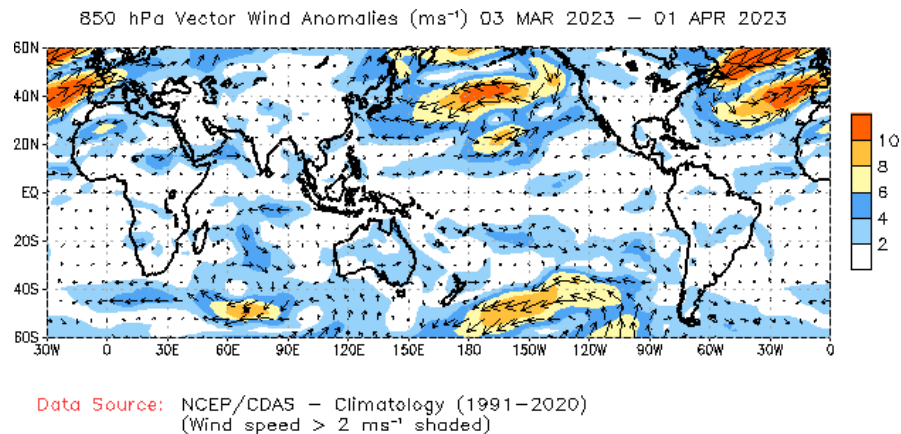 850 hPa Vector Wind Anomalies (ms⁻¹) 03 MAR 2023 – 01 APR 2023
60N
40N
20N
EQ
20S
40S
60S
30W 0 30E 60E 90E 120E 150E 180 150W 120W 90W 60W 30W 0
10
8
6
4
2
Data Source: NCEP/CDAS – Climatology (1991–2020)
(Wind speed > 2 ms⁻¹ shaded)